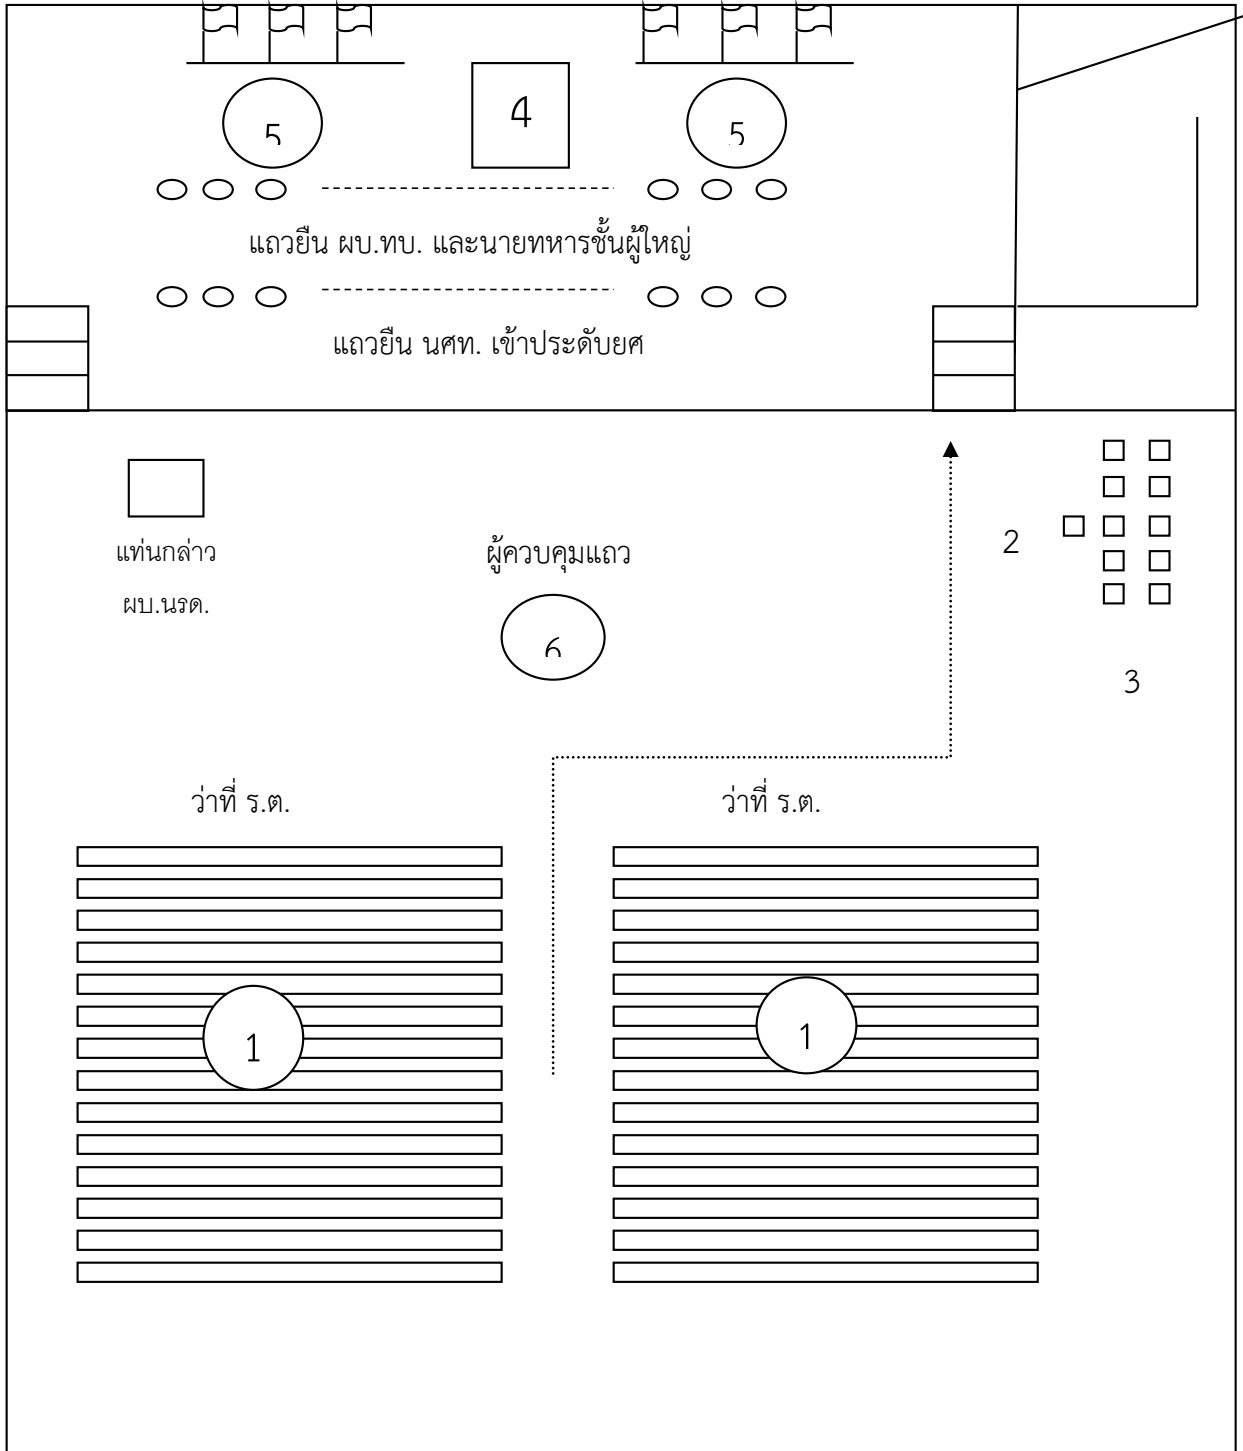 5 4 5
แถวยืน ผบ.ทบ. และนายทหารชั้นผู้ใหญ่
แถวยืน นศท. เข้าประดับยศ
แท่นกล่าว
ผบ.นรด.
ผู้ควบคุมแถว
6
2
3
ว่าที่ ร.ต. ว่าที่ ร.ต.
1 1